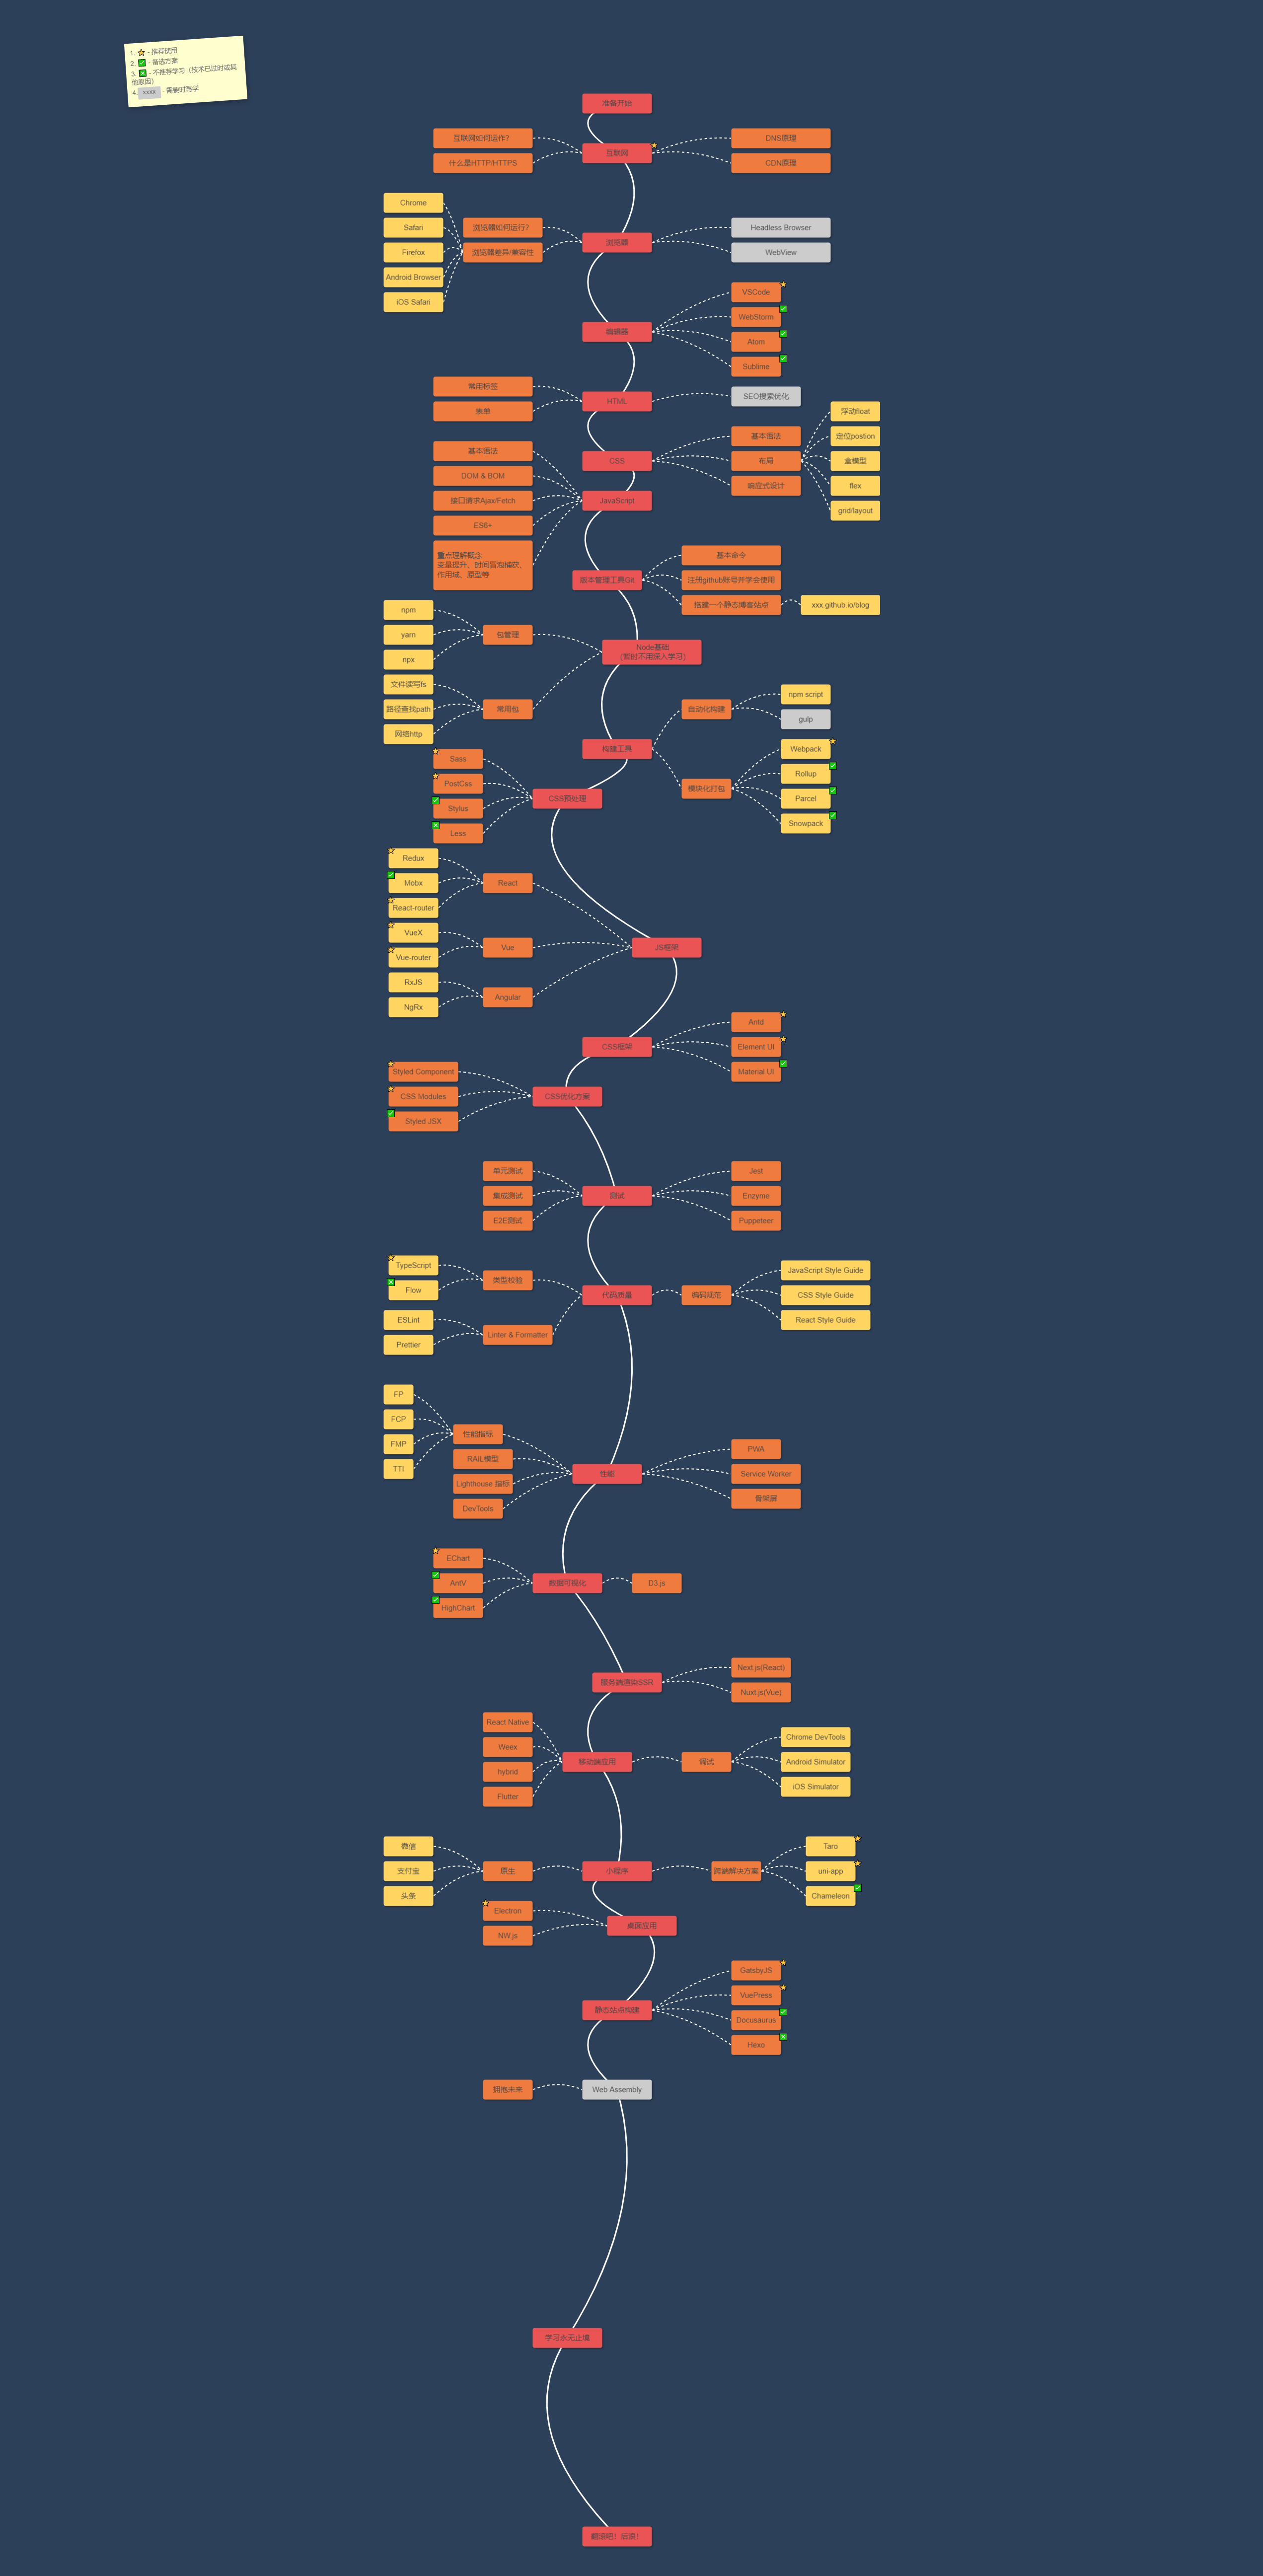 1. - 推荐使用
2. - 备选方案
3. - 不推荐学习（技术已过时或其
他原因）
4. xxxx - 需要时再学
准备开始
互联网如何运作?
什么是HTTP/HTTPS
互联网
DNS原理
CDN原理
Chrome
Safari
Firefox
Android Browser
iOS Safari
浏览器如何运行?
浏览器差异/兼容性
浏览器
Headless Browser
WebView
编辑器
VSCode
WebStorm
Atom
Sublime
常用标签
表单
HTML
SEO搜索优化
CSS
基本语法
布局
响应式设计
浮动float
定位postion
盒模型
flex
grid/layout
基本语法
DOM & BOM
接口请求Ajax/Fetch
ES6+
重点理解概念
变量提升、时间冒泡捕获、
作用域、原型等
JavaScript
版本管理工具Git
基本命令
注册github账号并学会使用
搭建一个静态博客站点
xxx.github.io/blog
npm
yarn
npx
包管理
文件读写fs
路径查找path
网络http
常用包
Node基础
（暂时不用深入学习）
构建工具
自动化构建
npm script
gulp
模块化打包
Webpack
Rollup
Parcel
Snowpack
Sass
PostCss
Stylus
Less
CSS预处理
Redux
Mobx
React-router
React
VueX
Vue-router
Vue
RxJS
NgRx
Angular
JS框架
CSS框架
Antd
Element UI
Material UI
Styled Component
CSS Modules
Styled JSX
CSS优化方案
单元测试
集成测试
E2E测试
测试
Jest
Enzyme
Puppeteer
TypeScript
Flow
类型校验
ESLint
Prettier
Linter & Formatter
代码质量
编码规范
JavaScript Style Guide
CSS Style Guide
React Style Guide
FP
FCP
FMP
TTI
性能指标
RAIL模型
Lighthouse 指标
DevTools
性能
PWA
Service Worker
骨架屏
EChart
AntV
HighChart
数据可视化
D3.js
服务端渲染SSR
Next.js(React)
Nuxt.js(Vue)
React Native
Weex
hybrid
Flutter
移动端应用
调试
Chrome DevTools
Android Simulator
iOS Simulator
微信
支付宝
头条
原生
小程序
跨端解决方案
Taro
uni-app
Chameleon
Electron
NW.js
桌面应用
静态站点构建
GatsbyJS
VuePress
Docusaurus
Hexo
拥抱未来
Web Assembly
学习永无止境
翻滚吧！后浪！